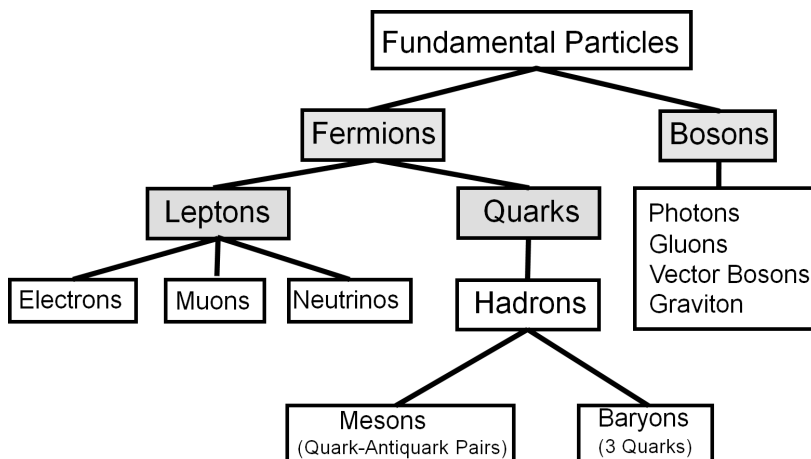 Fundamental Particles
Fermions
Bosons
Leptons
Quarks
Photons
Gluons
Vector Bosons
Graviton
Electrons
Muons
Neutrinos
Hadrons
Mesons
(Quark-Antiquark Pairs)
Baryons
(3 Quarks)